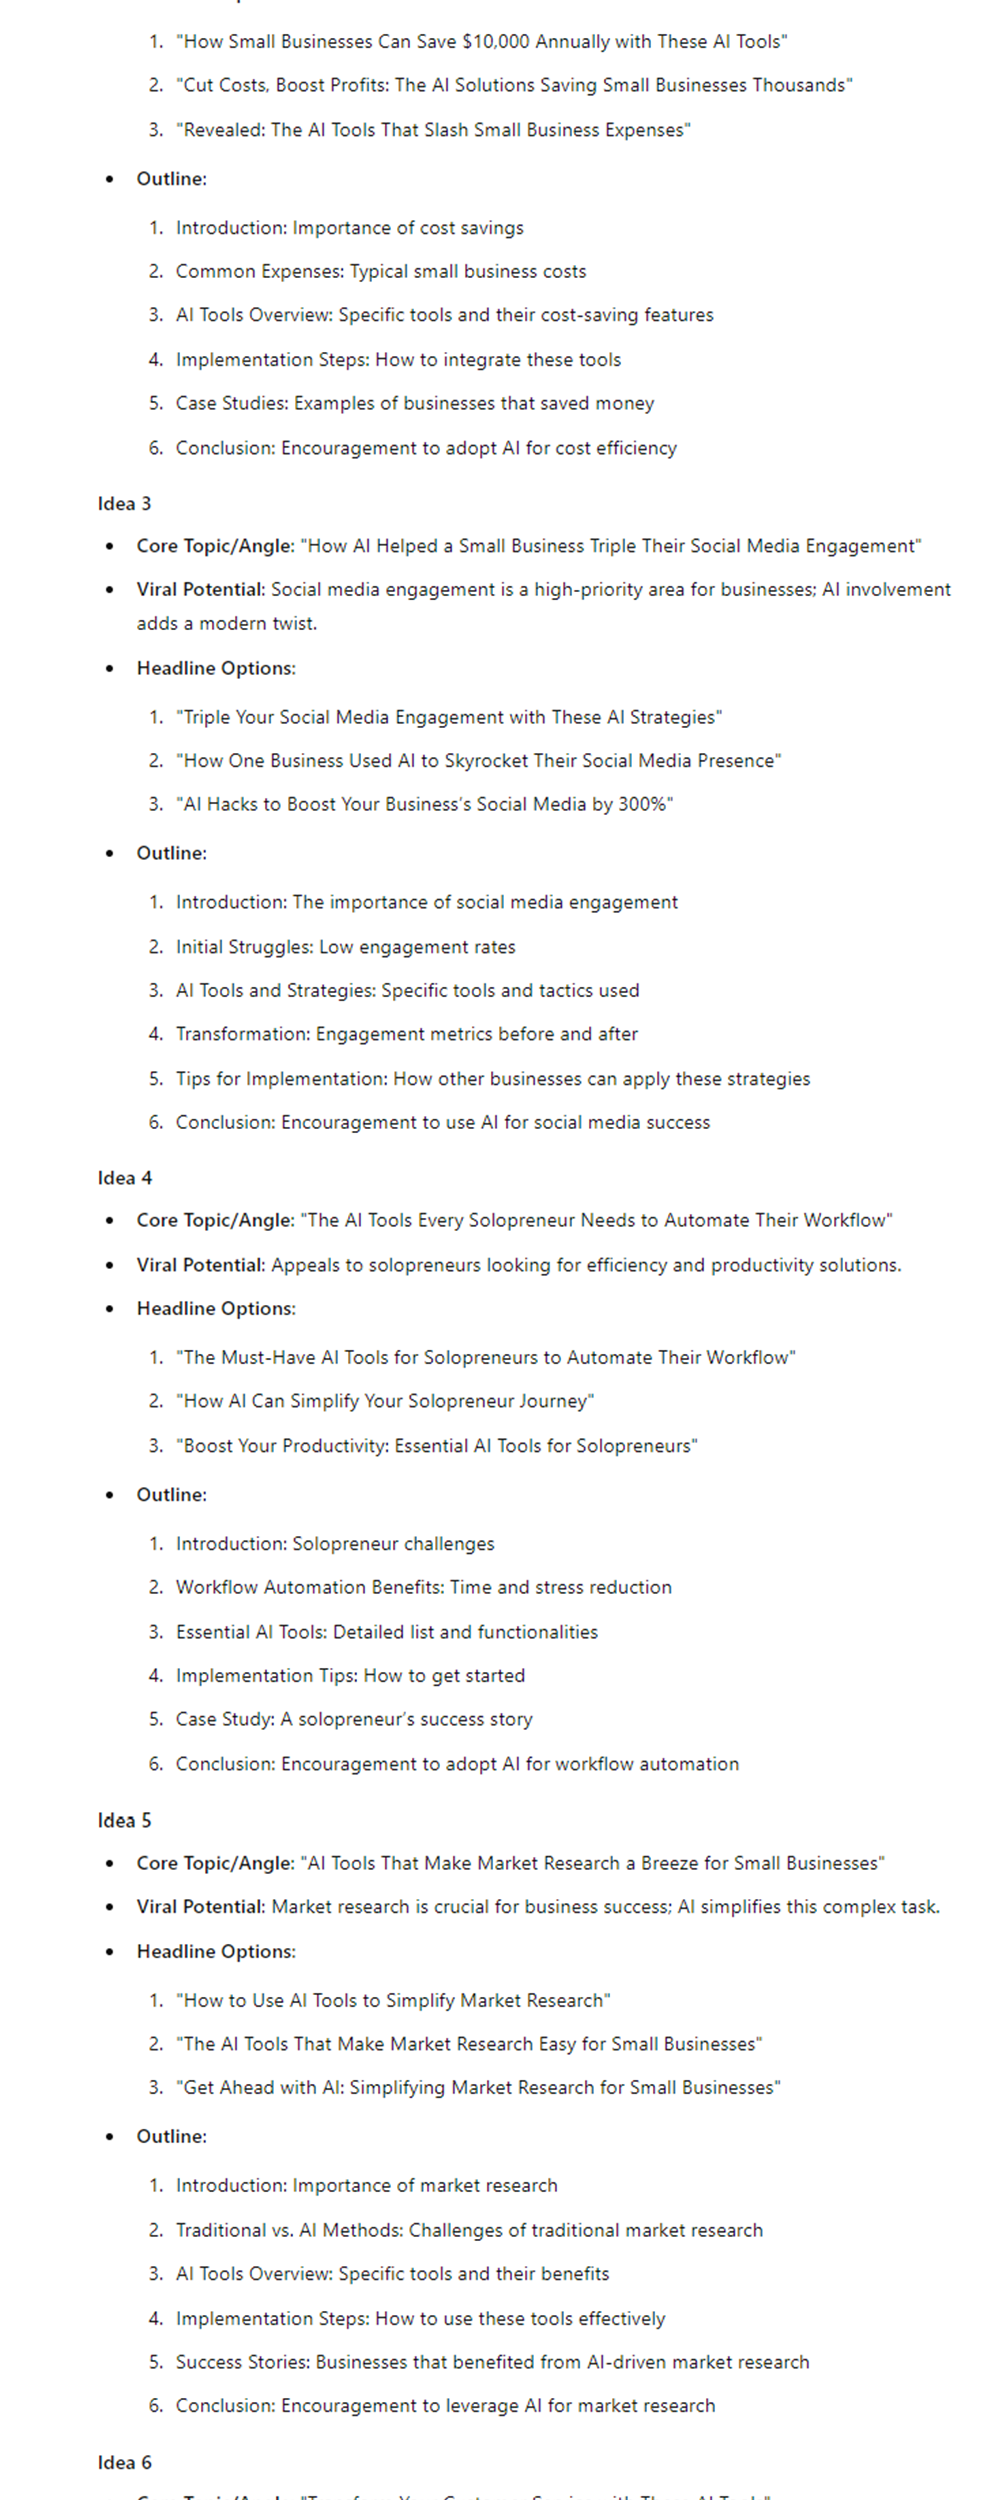 1. "How Small Businesses Can Save $10,000 Annually with These AI Tools"
2. "Cut Costs, Boost Profits: The AI Solutions Saving Small Businesses Thousands"
3. "Revealed: The AI Tools That Slash Small Business Expenses"
• Outline:
1. Introduction: Importance of cost savings
2. Common Expenses: Typical small business costs
3. AI Tools Overview: Specific tools and their cost-saving features
4. Implementation Steps: How to integrate these tools
5. Case Studies: Examples of businesses that saved money
6. Conclusion: Encouragement to adopt AI for cost efficiency
Idea 3
• Core Topic/Angle: "How AI Helped a Small Business Triple Their Social Media Engagement"
• Viral Potential: Social media engagement is a high-priority area for businesses; AI involvement
adds a modern twist.
• Headline Options:
1. "Triple Your Social Media Engagement with These AI Strategies"
2. "How One Business Used AI to Skyrocket Their Social Media Presence"
3. "AI Hacks to Boost Your Business's Social Media by 300%"
• Outline:
1. Introduction: The importance of social media engagement
2. Initial Struggles: Low engagement rates
3. AI Tools and Strategies: Specific tools and tactics used
4. Transformation: Engagement metrics before and after
5. Tips for Implementation: How other businesses can apply these strategies
6. Conclusion: Encouragement to use AI for social media success
Idea 4
• Core Topic/Angle: "The AI Tools Every Solopreneur Needs to Automate Their Workflow"
• Viral Potential: Appeals to solopreneurs looking for efficiency and productivity solutions.
• Headline Options:
1. "The Must-Have AI Tools for Solopreneurs to Automate Their Workflow"
2. "How AI Can Simplify Your Solopreneur Journey"
3. "Boost Your Productivity: Essential AI Tools for Solopreneurs"
• Outline:
1. Introduction: Solopreneur challenges
2. Workflow Automation Benefits: Time and stress reduction
3. Essential AI Tools: Detailed list and functionalities
4. Implementation Tips: How to get started
5. Case Study: A solopreneur's success story
6. Conclusion: Encouragement to adopt AI for workflow automation
Idea 5
• Core Topic/Angle: "AI Tools That Make Market Research a Breeze for Small Businesses"
• Viral Potential: Market research is crucial for business success; AI simplifies this complex task.
• Headline Options:
1. "How to Use AI Tools to Simplify Market Research"
2. "The AI Tools That Make Market Research Easy for Small Businesses"
3. "Get Ahead with AI: Simplifying Market Research for Small Businesses"
• Outline:
1. Introduction: Importance of market research
2. Traditional vs. AI Methods: Challenges of traditional market research
3. AI Tools Overview: Specific tools and their benefits
4. Implementation Steps: How to use these tools effectively
5. Success Stories: Businesses that benefited from AI-driven market research
6. Conclusion: Encouragement to leverage AI for market research
Idea 6